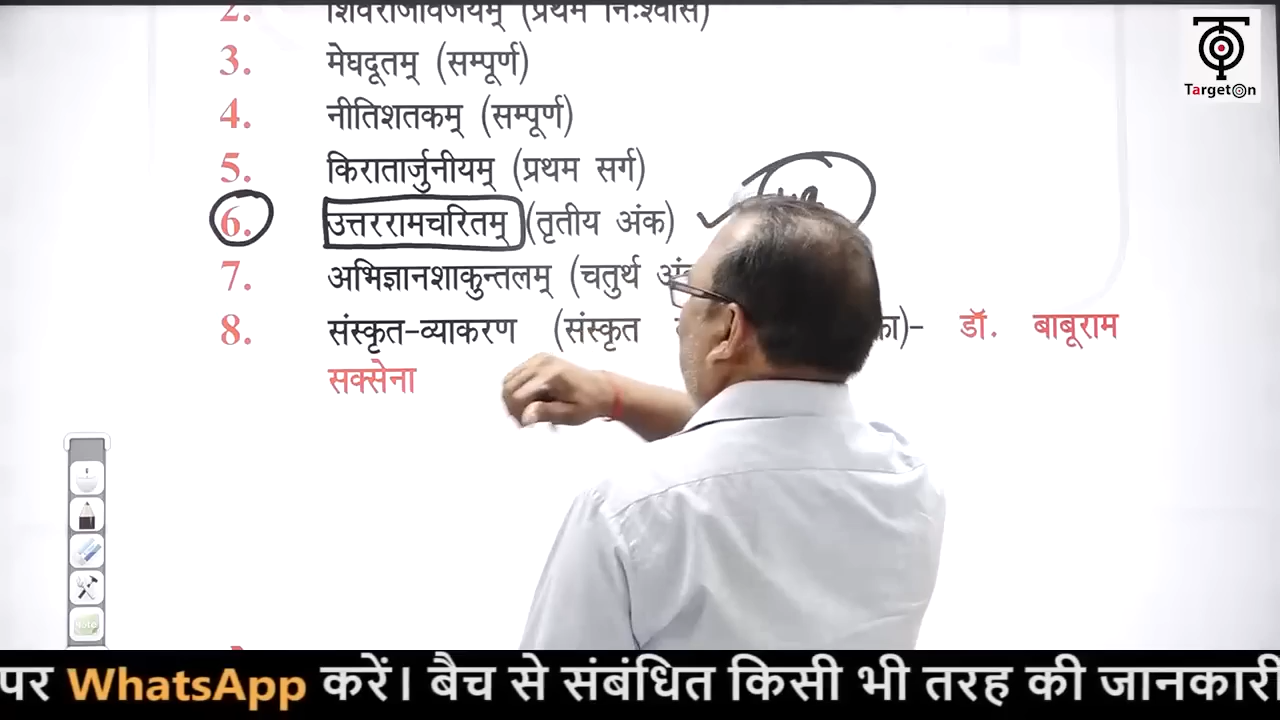 2. शिवराजविजयम् (प्रथम निःश्वास)
3. मेघदूतम् (सम्पूर्ण)
4. नीतिशतकम् (सम्पूर्ण)
5. किरातार्जुनीयम् (प्रथम सर्ग)
6. उत्तररामचरितम् (तृतीय अंक)
7. अभिज्ञानशाकुन्तलम् (चतुर्थ
8. संस्कृत-व्याकरण (संस्कृत डॉ. बाबूराम
सक्सेना
TargetOn
Note
पर WhatsApp करें। बैच से संबंधित किसी भी तरह की जानकारी